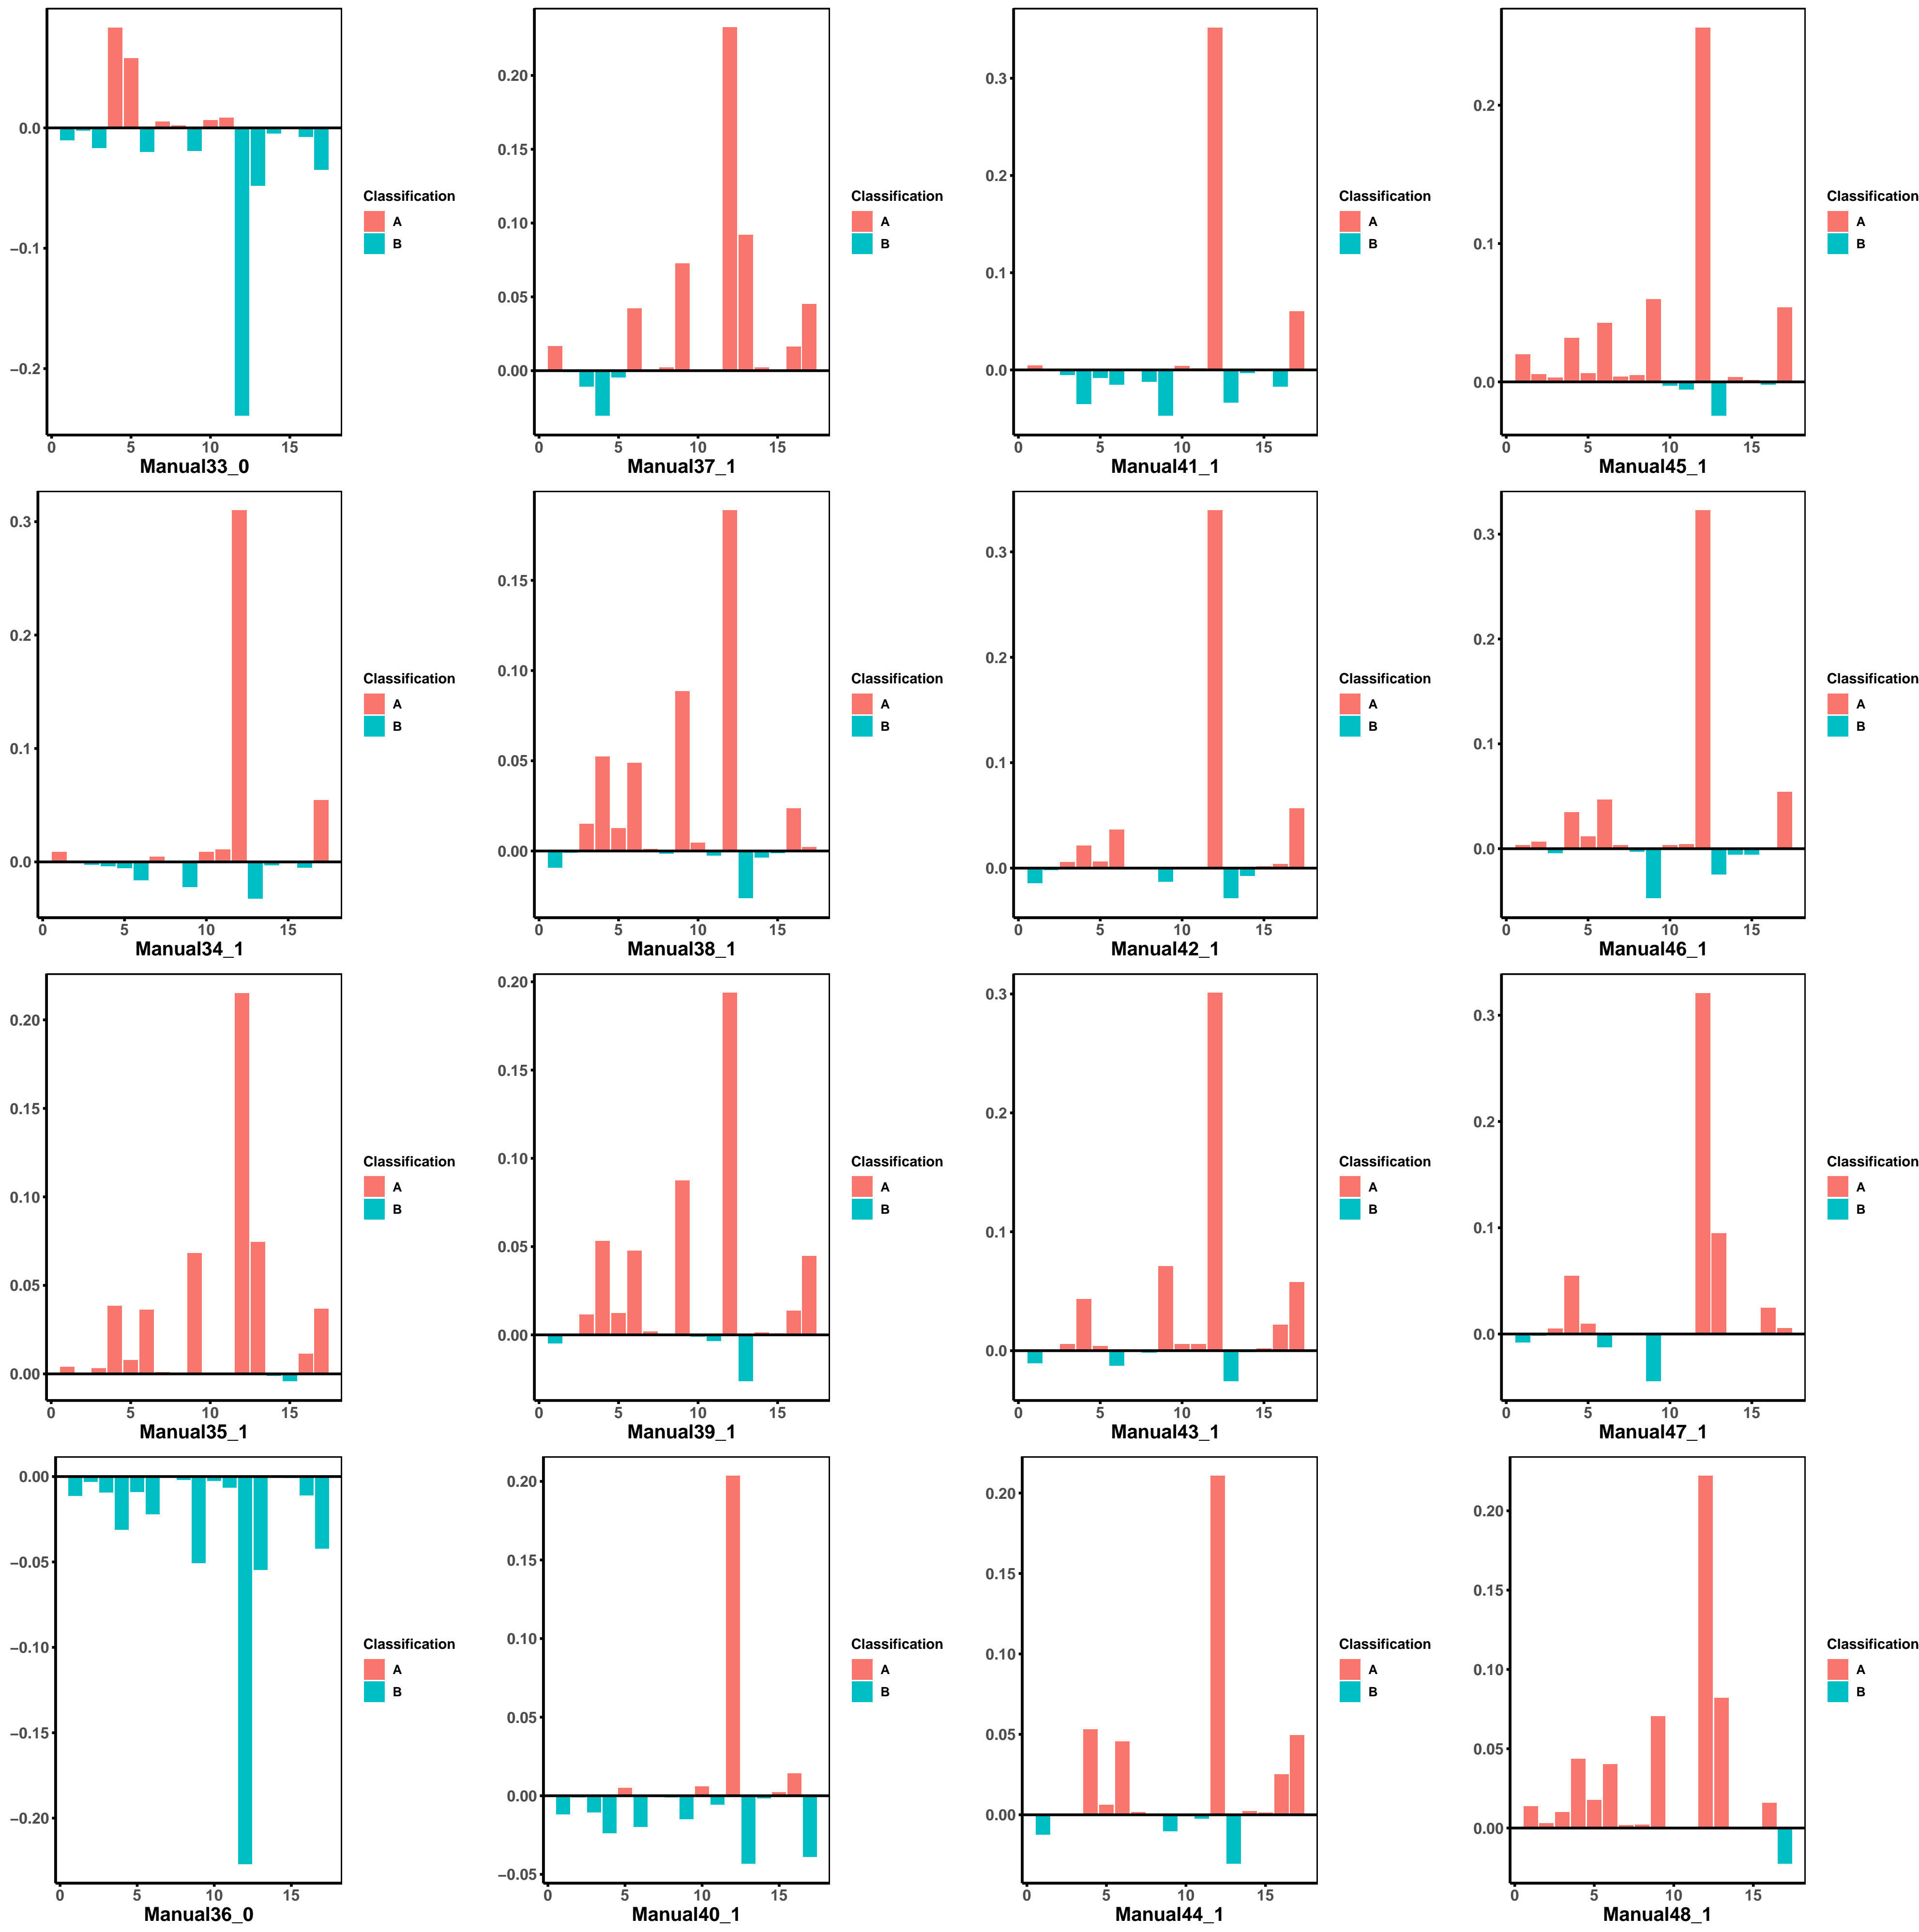 0.0
−0.1
−0.2
Classification
A
B
0 5 10 15
Manual33_0
0.20
0.15
0.10
0.05
0.00
Classification
A
B
0 5 10 15
Manual37_1
0.3
0.2
0.1
0.0
Classification
A
B
0 5 10 15
Manual41_1
0.2
0.1
0.0
Classification
A
B
0 5 10 15
Manual45_1
0.3
0.2
0.1
0.0
Classification
A
B
0 5 10 15
Manual34_1
0.15
0.10
0.05
0.00
Classification
A
B
0 5 10 15
Manual38_1
0.3
0.2
0.1
0.0
Classification
A
B
0 5 10 15
Manual42_1
0.3
0.2
0.1
0.0
Classification
A
B
0 5 10 15
Manual46_1
0.20
0.15
0.10
0.05
0.00
Classification
A
B
0 5 10 15
Manual35_1
0.20
0.15
0.10
0.05
0.00
Classification
A
B
0 5 10 15
Manual39_1
0.3
0.2
0.1
0.0
Classification
A
B
0 5 10 15
Manual43_1
0.3
0.2
0.1
0.0
Classification
A
B
0 5 10 15
Manual47_1
0.00
−0.05
−0.10
−0.15
−0.20
Classification
A
B
0 5 10 15
Manual36_0
0.20
0.15
0.10
0.05
0.00
−0.05
Classification
A
B
0 5 10 15
Manual40_1
0.20
0.15
0.10
0.05
0.00
Classification
A
B
0 5 10 15
Manual44_1
0.20
0.15
0.10
0.05
0.00
Classification
A
B
0 5 10 15
Manual48_1